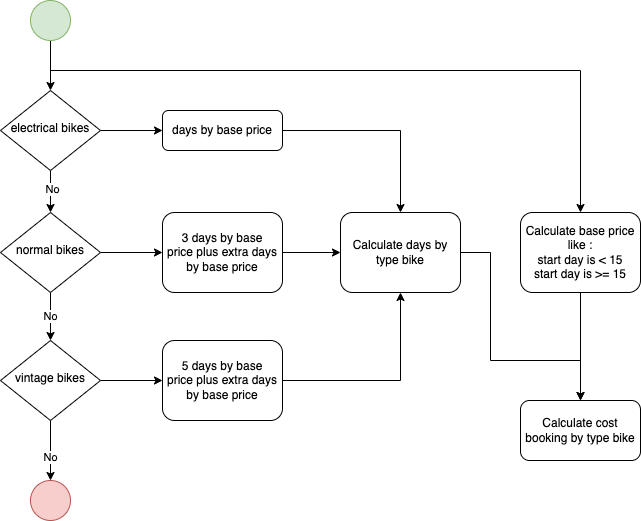 electrical bikes
days by base price
No
normal bikes
3 days by base
price plus extra days
by base price
Calculate days by
type bike
Calculate base price
like :
start day is < 15
start day is >= 15
No
vintage bikes
5 days by base
price plus extra days
by base price
Calculate cost
booking by type bike
No